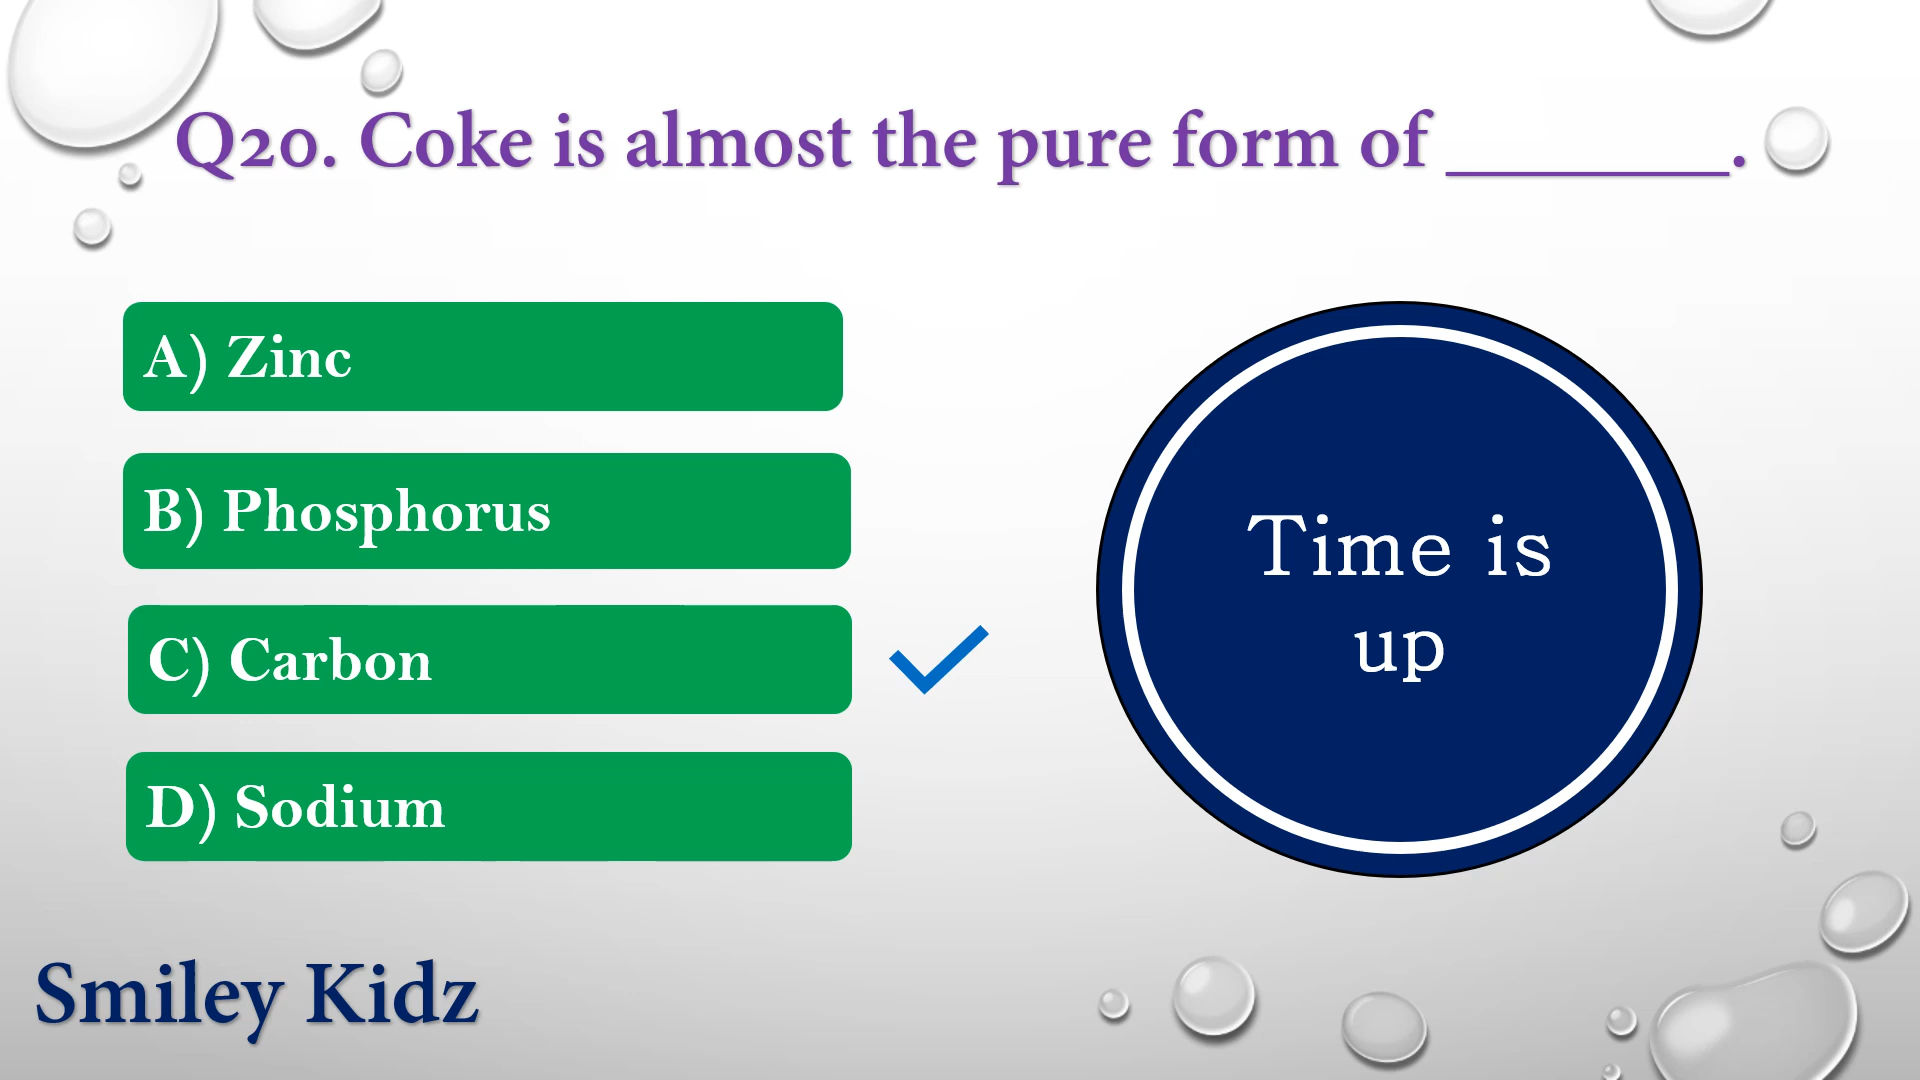 Q20. Coke is almost the pure form of ________.
A) Zinc
B) Phosphorus
C) Carbon
D) Sodium
Time is
up
Smiley Kidz